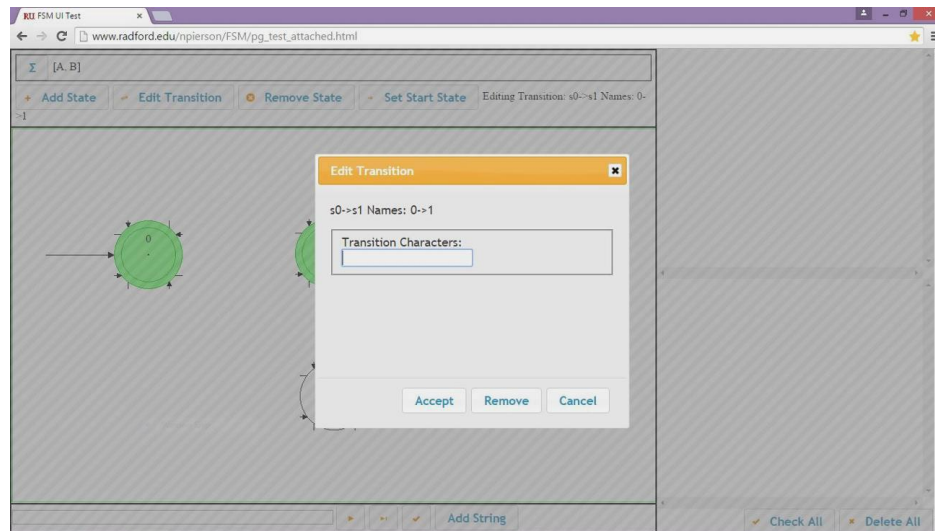 RU FSM UI Test
www.radford.edu/npierson/FSM/pg_test_attached.html
Σ [A, B]
Add State Edit Transition Remove State Set Start State Editing Transition: s0->s1 Names: 0-
>1
Edit Transition
s0->s1 Names: 0->1
0
Transition Characters:
Accept Remove Cancel
Add String
Check All Delete All